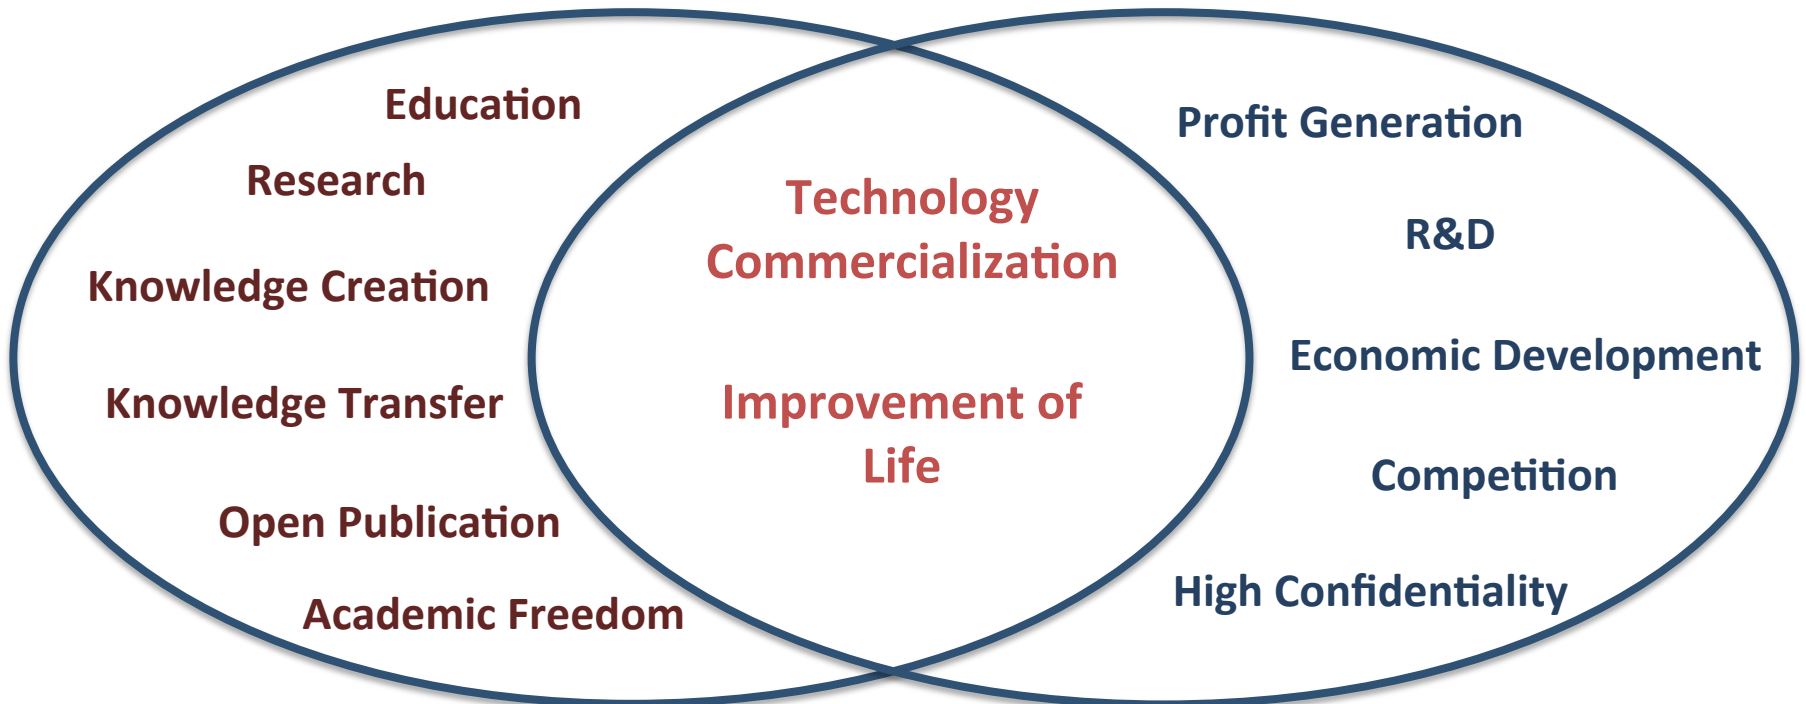 Education
Research
Knowledge Creation
Knowledge Transfer
Open Publication
Academic Freedom
Technology
Commercialization
Improvement of
Life
Profit Generation
R&D
Economic Development
Competition
High Confidentiality